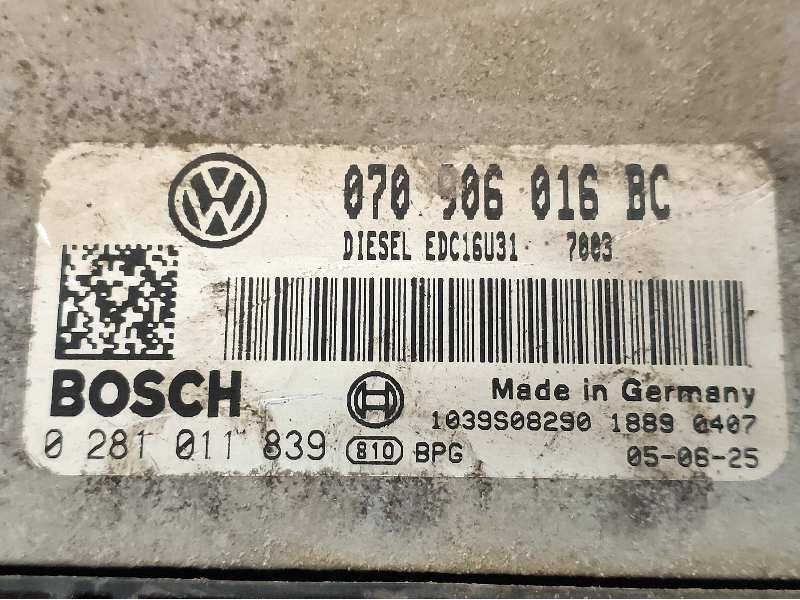 070 906 016 BC
DIESEL EDC16U31 7003
BOSCH
Made in Germany
1039S08290 1889 0407
0 281 011 839 810 BPG 05-06-25